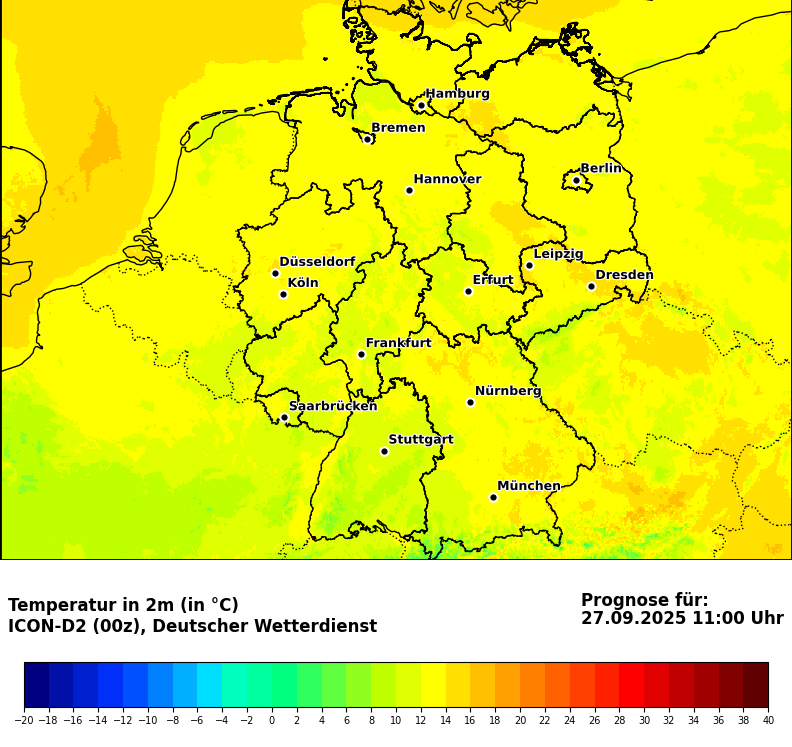 Hamburg
Bremen
Berlin
Hannover
Leipzig
Düsseldorf
Dresden
Köln
Erfurt
Frankfurt
Nürnberg
Saarbrücken
Stuttgart
München
Temperatur in 2m (in °C)
ICON-D2 (00z), Deutscher Wetterdienst
Prognose für:
27.09.2025 11:00 Uhr
−20 −18 −16 −14 −12 −10 −8 −6 −4 −2 0 2 4 6 8 10 12 14 16 18 20 22 24 26 28 30 32 34 36 38 40